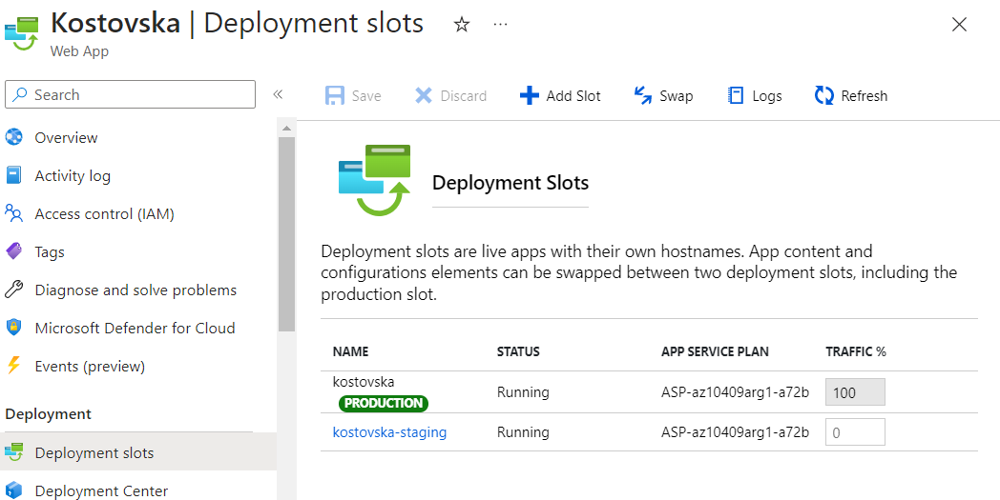 Kostovska | Deployment slots
Web App
Search
Save
Discard
Add Slot
Swap
Logs
Refresh
Overview
Activity log
Access control (IAM)
Tags
Diagnose and solve problems
Microsoft Defender for Cloud
Events (preview)
Deployment
Deployment slots
Deployment Center
Deployment Slots
Deployment slots are live apps with their own hostnames. App content and
configurations elements can be swapped between two deployment slots, including the
production slot.
NAME STATUS APP SERVICE PLAN TRAFFIC %
kostovska
PRODUCTION
Running ASP-az10409arg1-a72b 100
kostovska-staging Running ASP-az10409arg1-a72b 0